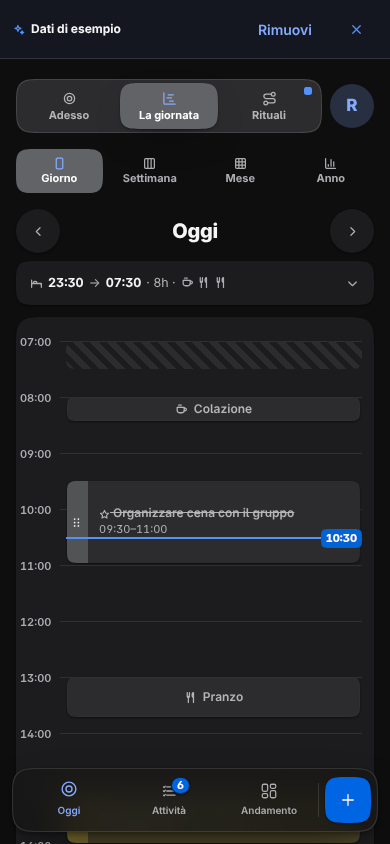 Dati di esempio
Rimuovi
Adesso
La giornata
Rituali
R
Giorno
Settimana
Mese
Anno
Oggi
23:30 → 07:30 · 8h ·
07:00
08:00
Colazione
09:00
10:00
Organizzare cena con il gruppo
09:30–11:00
10:30
11:00
12:00
13:00
Pranzo
14:00
6
Oggi
Attività
Andamento